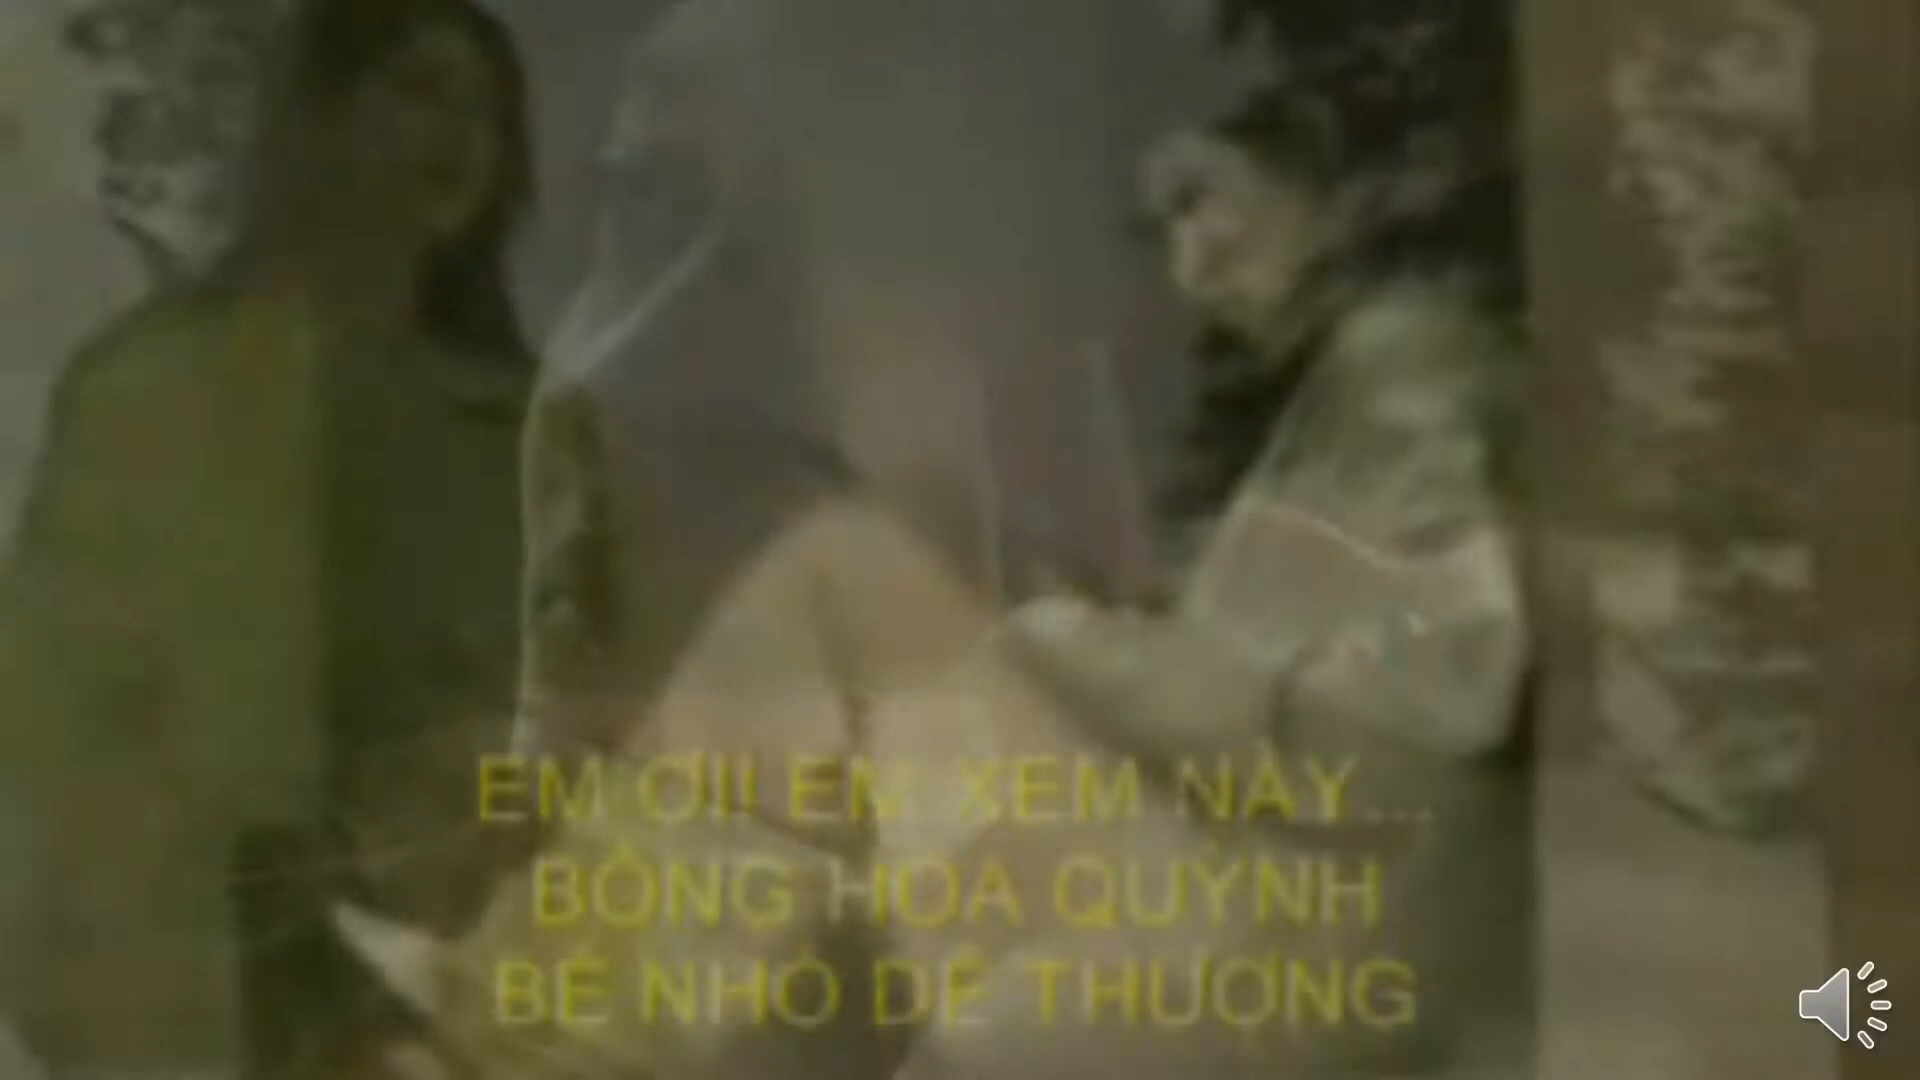 EM ƠI! EM XEM NÀY...
BÔNG HOA QUỲNH
BÉ NHỎ DỄ THƯƠNG